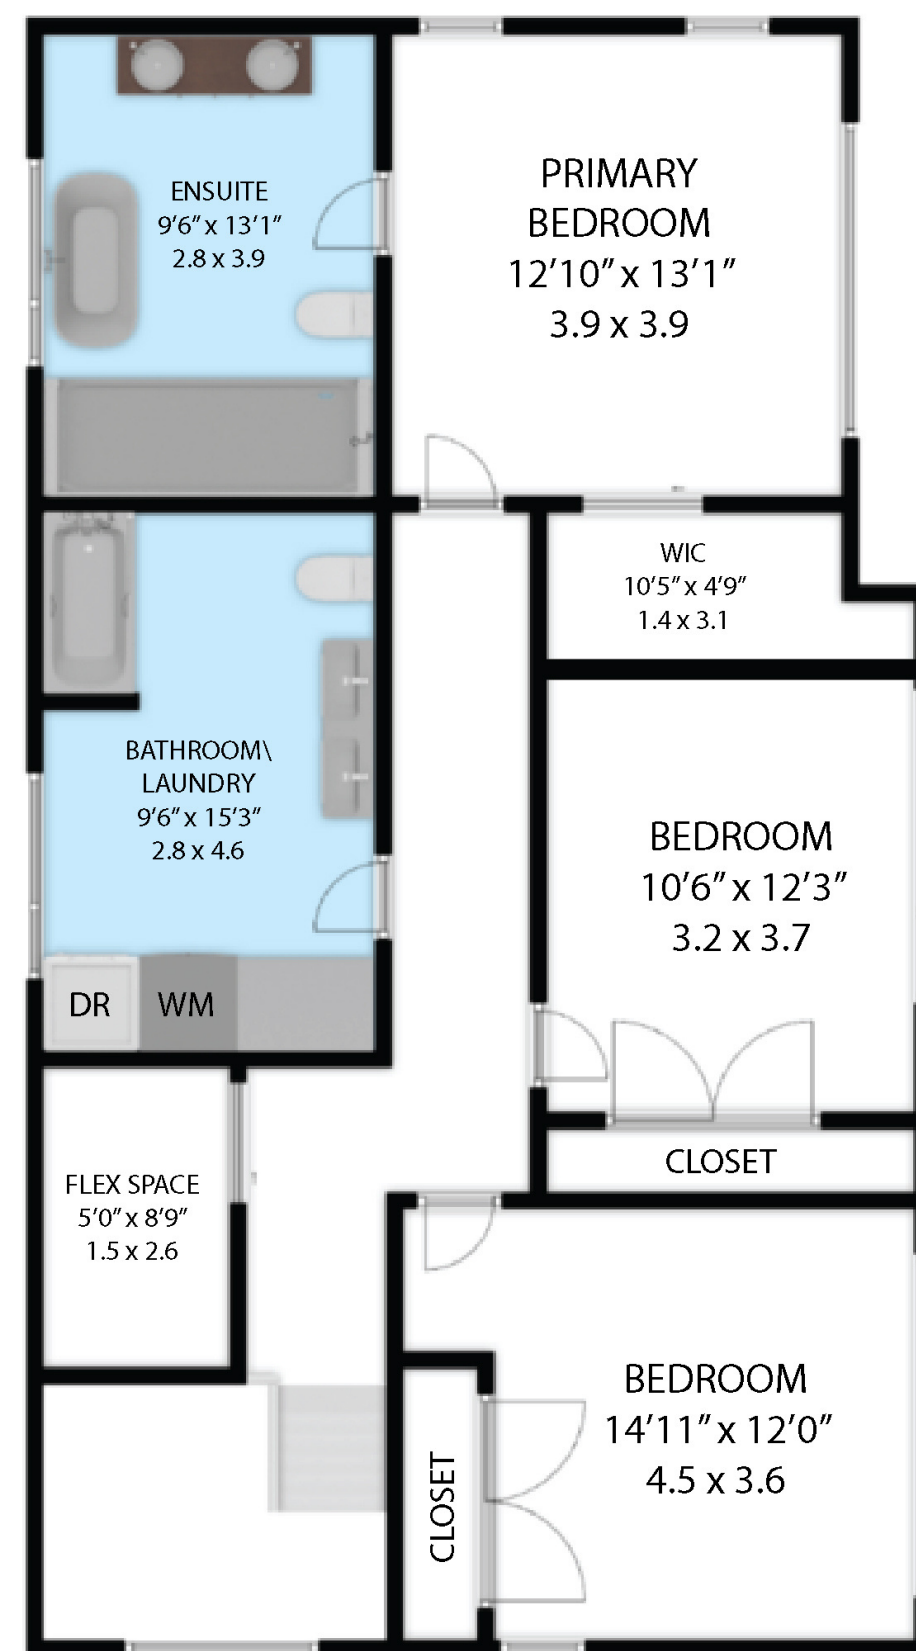 ENSUITE
9'6" x 13'1"
2.8 x 3.9
PRIMARY
BEDROOM
12'10" x 13'1"
3.9 x 3.9
WIC
10'5" x 4'9"
1.4 x 3.1
BATHROOM\
LAUNDRY
9'6" x 15'3"
2.8 x 4.6
BEDROOM
10'6" x 12'3"
3.2 x 3.7
DR
WM
CLOSET
FLEX SPACE
5'0" x 8'9"
1.5 x 2.6
BEDROOM
14'11" x 12'0"
4.5 x 3.6
CLOSET